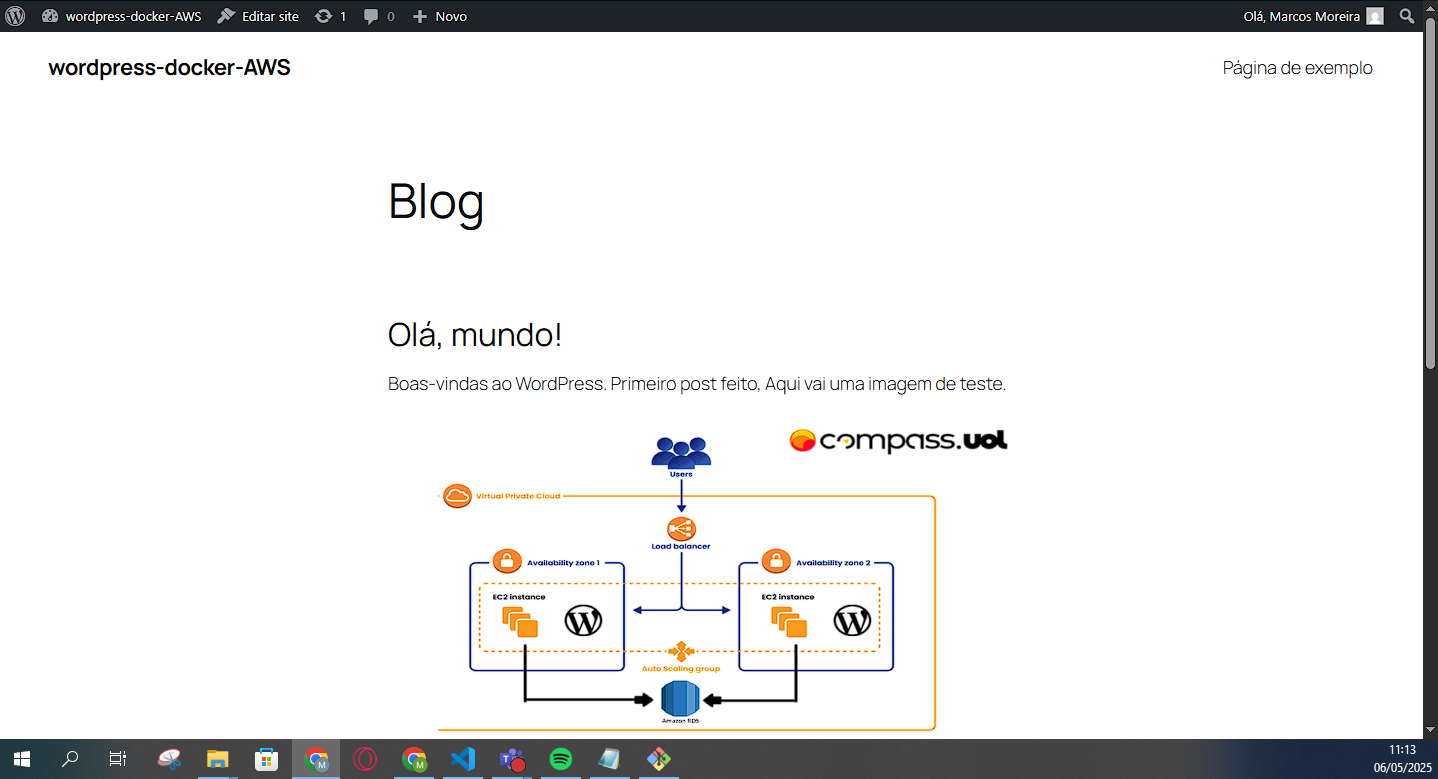 wordpress-docker-AWS Editar site 1 0 Novo Olá, Marcos Moreira
wordpress-docker-AWS Página de exemplo
Blog
Olá, mundo!
Boas-vindas ao WordPress. Primeiro post feito, Aqui vai uma imagem de teste.
compass.uol
Users
Virtual Private Cloud
Load balancer
Availability zone 1 Availability zone 2
EC2 instance EC2 instance
Auto Scaling group
Amazon RDS
11:13
06/05/2025